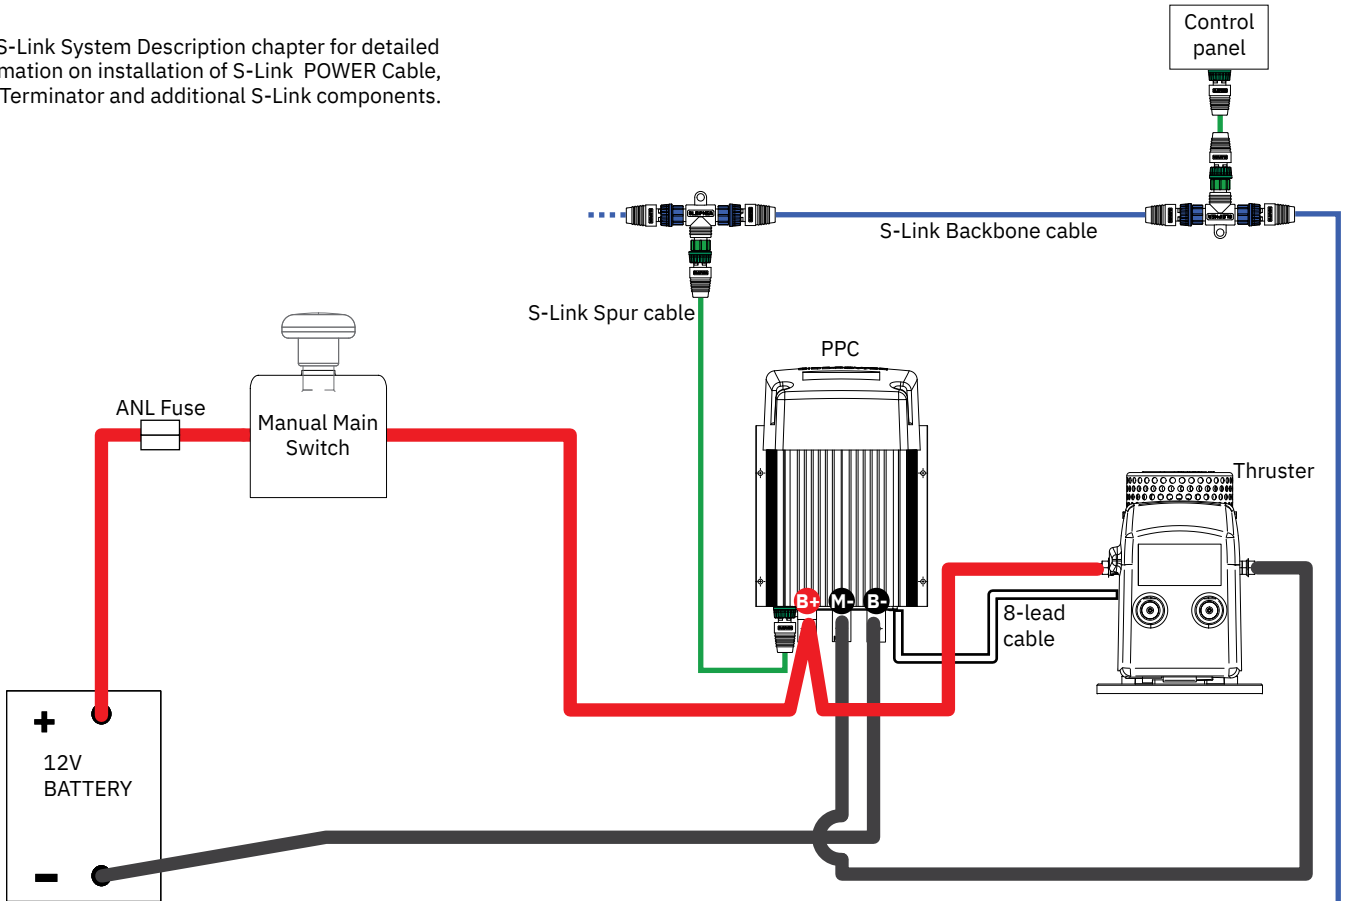 S-Link System Description chapter for detailed
mation on installation of S-Link POWER Cable,
Terminator and additional S-Link components.
Control
panel
S-Link Backbone cable
S-Link Spur cable
PPC
ANL Fuse
Manual Main
Switch
Thruster
B+
M-
B-
8-lead
cable
+
12V
BATTERY
-